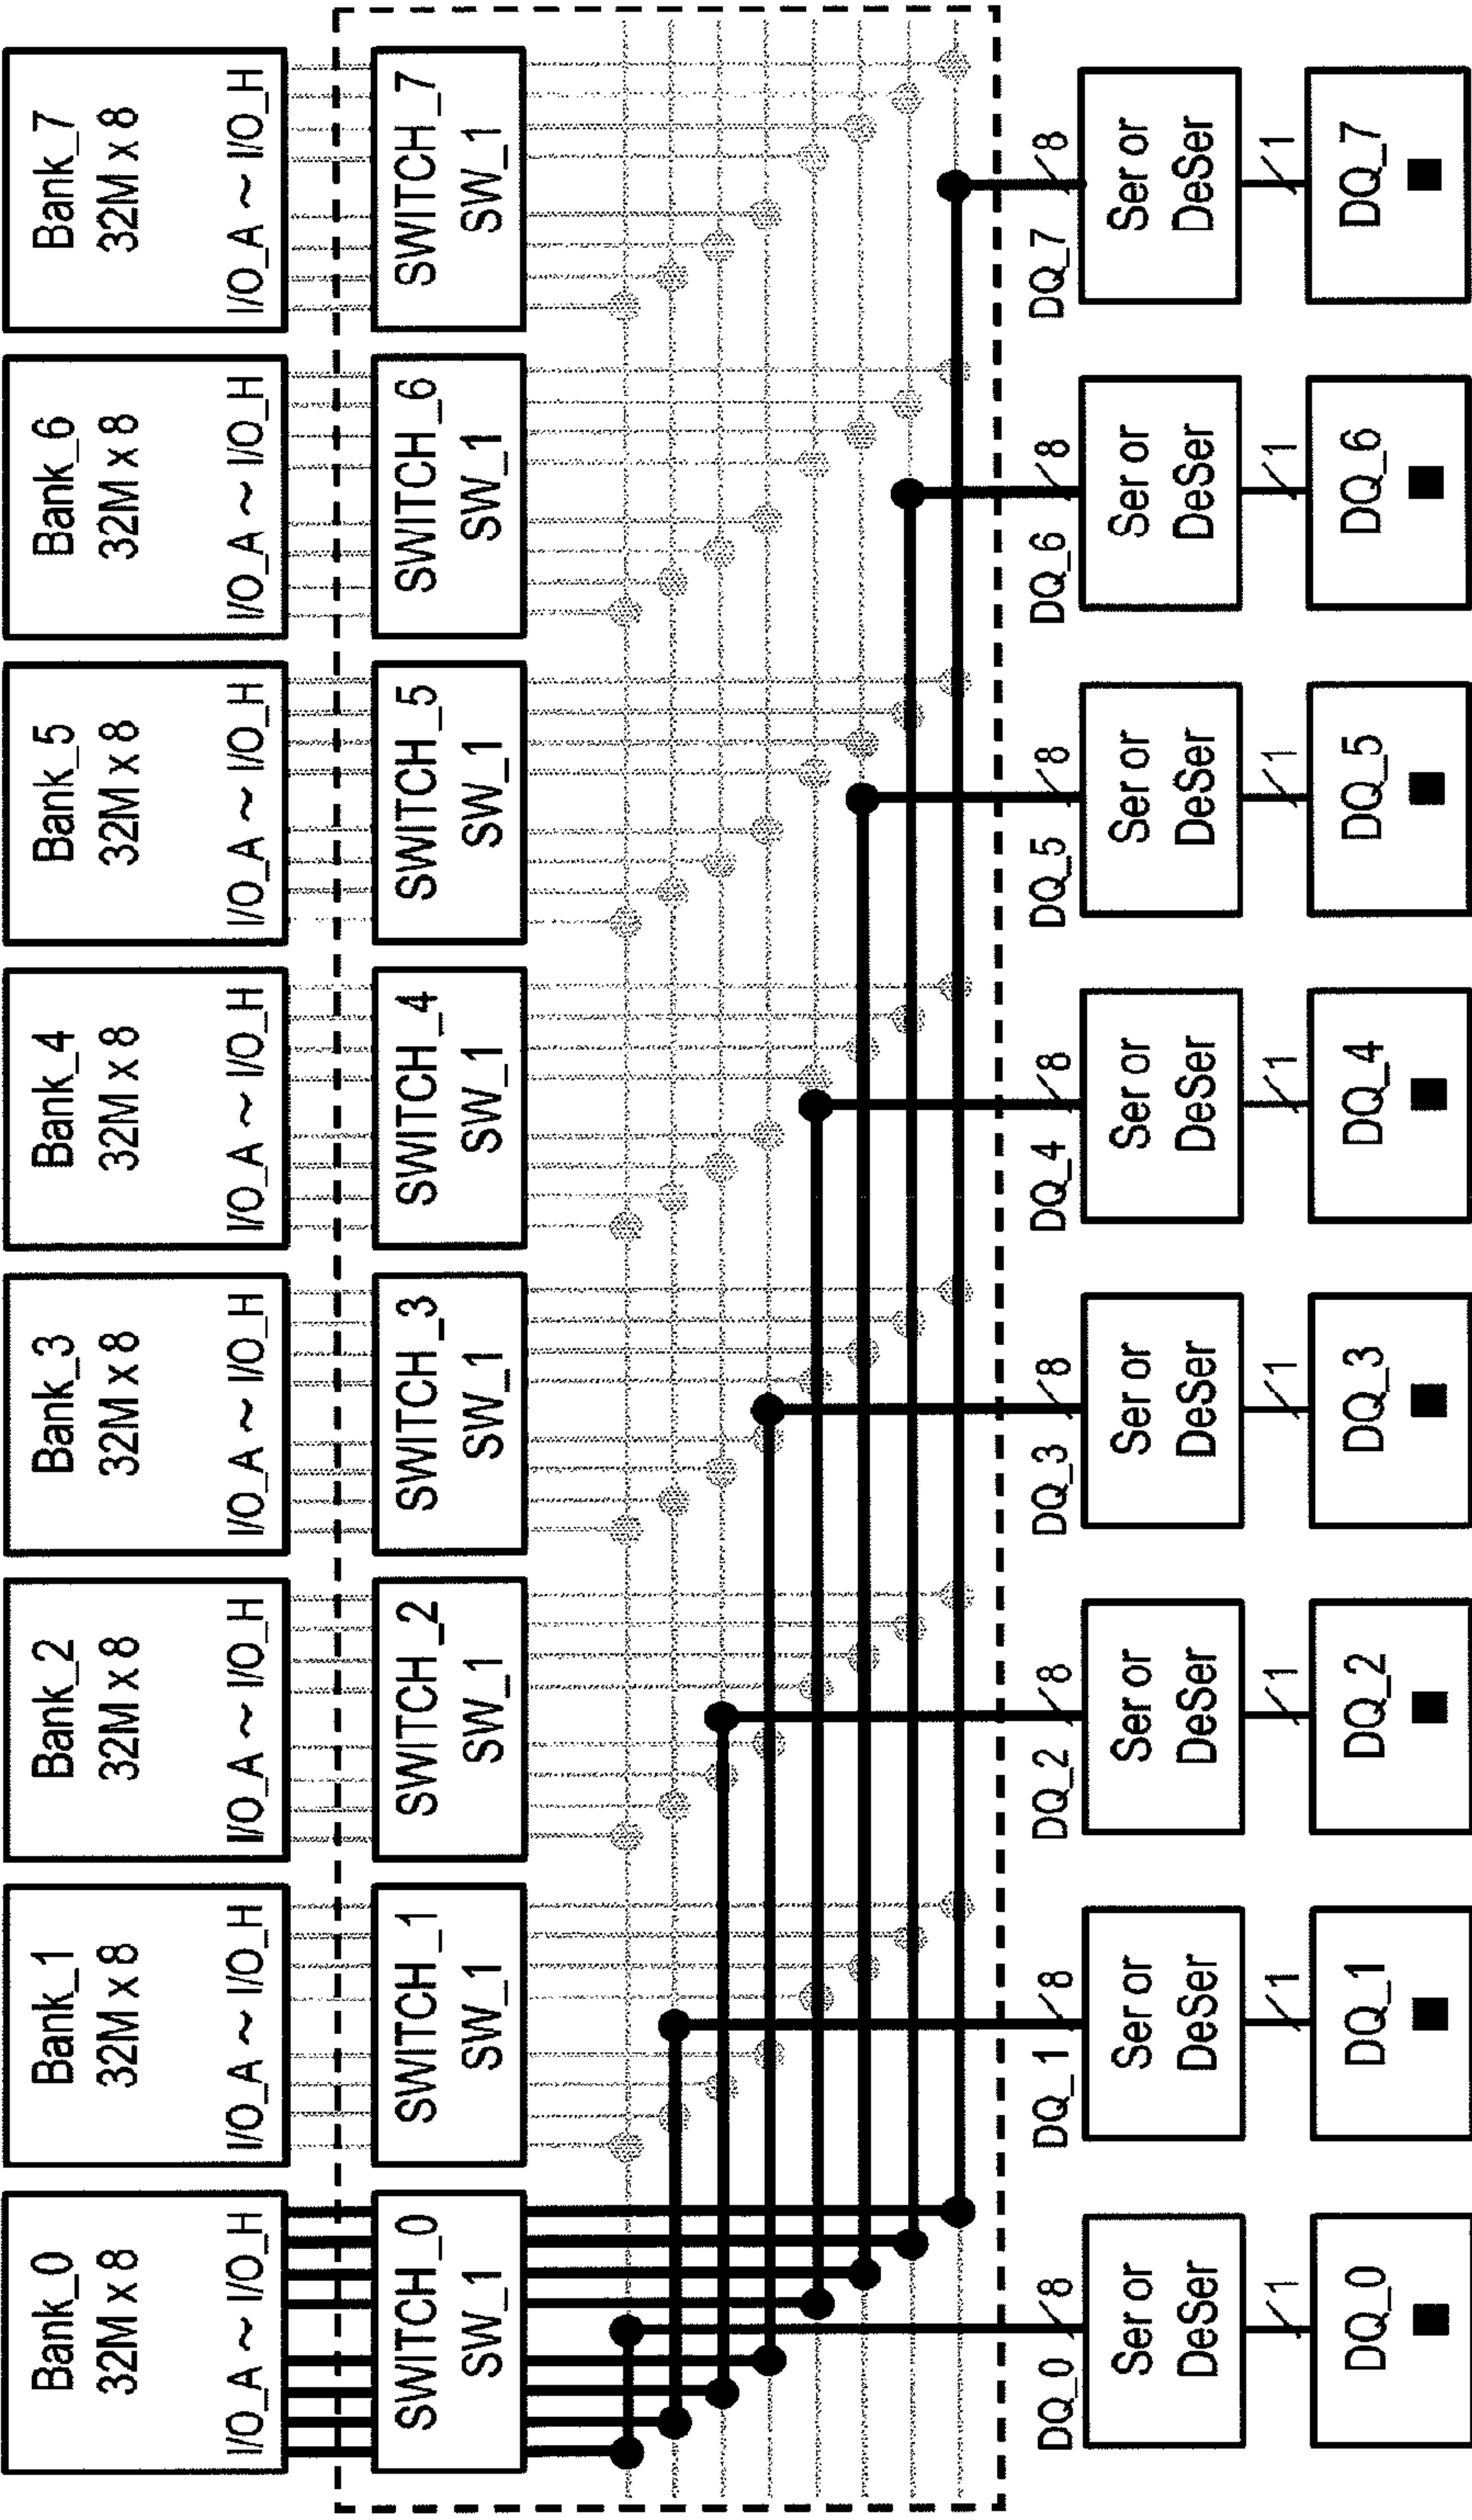 Bank_0
32M x 8
I/O_A ~ I/O_H
Bank_1
32M x 8
I/O_A ~ I/O_H
Bank_2
32M x 8
I/O_A ~ I/O_H
Bank_3
32M x 8
I/O_A ~ I/O_H
Bank_4
32M x 8
I/O_A ~ I/O_H
Bank_5
32M x 8
I/O_A ~ I/O_H
Bank_6
32M x 8
I/O_A ~ I/O_H
Bank_7
32M x 8
I/O_A ~ I/O_H
SWITCH_0
SW_1
SWITCH_1
SW_1
SWITCH_2
SW_1
SWITCH_3
SW_1
SWITCH_4
SW_1
SWITCH_5
SW_1
SWITCH_6
SW_1
SWITCH_7
SW_1
DQ_0
8
DQ_1
8
DQ_2
8
DQ_3
8
DQ_4
8
DQ_5
8
DQ_6
8
DQ_7
8
Ser or
DeSer
Ser or
DeSer
Ser or
DeSer
Ser or
DeSer
Ser or
DeSer
Ser or
DeSer
Ser or
DeSer
Ser or
DeSer
1
1
1
1
1
1
1
1
DQ_0
DQ_1
DQ_2
DQ_3
DQ_4
DQ_5
DQ_6
DQ_7